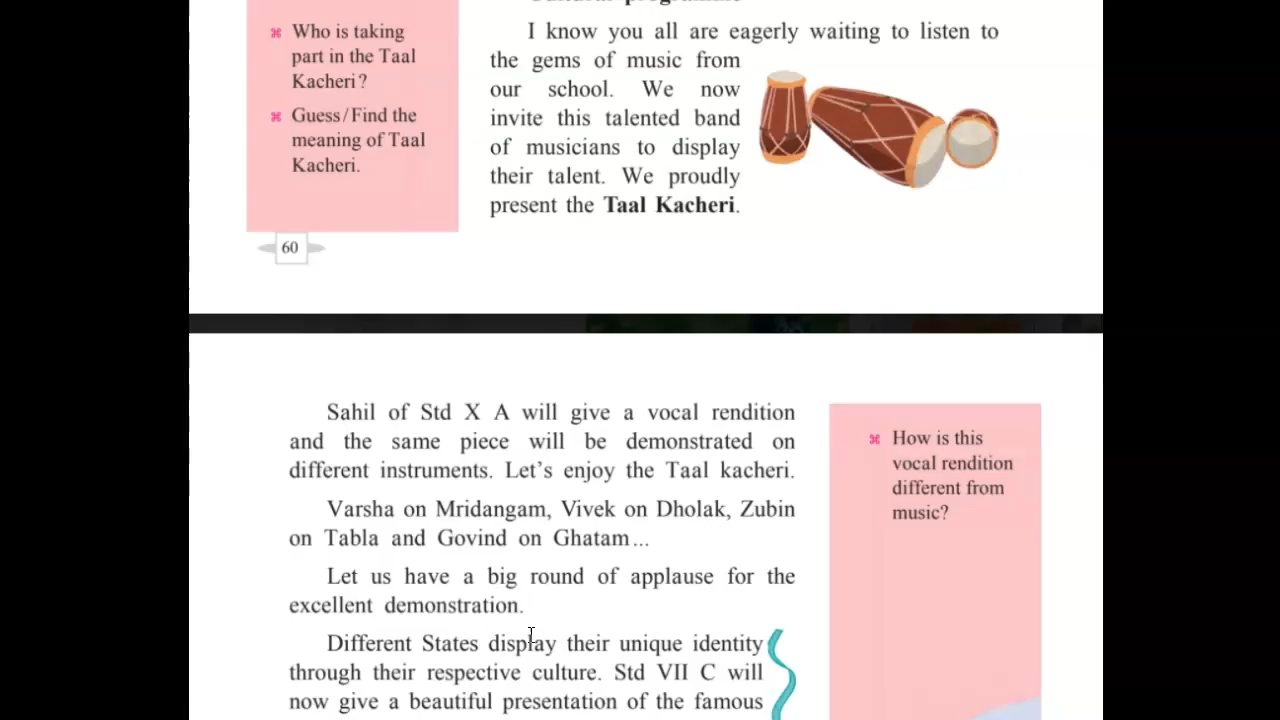 Cultural programme
Who is taking
part in the Taal
Kacheri?
Guess/Find the
meaning of Taal
Kacheri.
I know you all are eagerly waiting to listen to
the gems of music from
our school. We now
invite this talented band
of musicians to display
their talent. We proudly
present the Taal Kacheri.
60
Sahil of Std X A will give a vocal rendition
and the same piece will be demonstrated on
different instruments. Let's enjoy the Taal kacheri.
Varsha on Mridangam, Vivek on Dholak, Zubin
on Tabla and Govind on Ghatam...
Let us have a big round of applause for the
excellent demonstration.
Different States display their unique identity
through their respective culture. Std VII C will
now give a beautiful presentation of the famous
How is this
vocal rendition
different from
music?